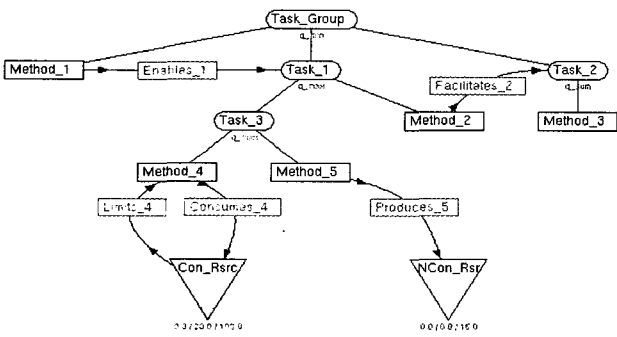 Task_Group
Method_1
Enables_1
Task_1
Task_2
Facilitates_2
Task_3
Method_2
Method_3
Method_4
Method_5
Limits_4
Consumes_4
Produces_5
Con_Rsrc
NCon_Rsr